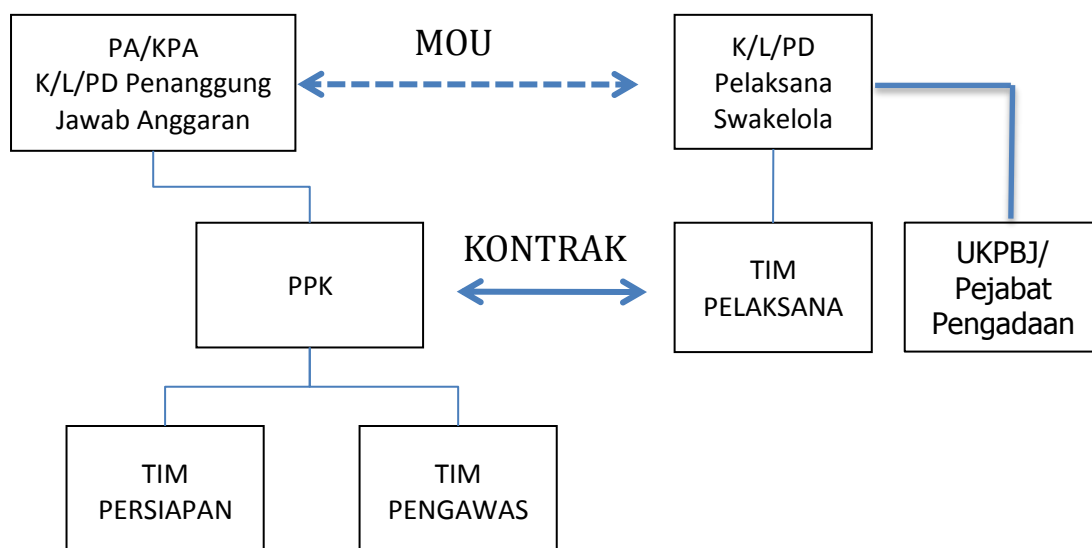 PA/KPA
K/L/PD Penanggung
Jawab Anggaran
MOU
K/L/PD
Pelaksana
Swakelola
PPK
KONTRAK
TIM
PELAKSANA
UKPBJ/
Pejabat
Pengadaan
TIM
PERSIAPAN
TIM
PENGAWAS